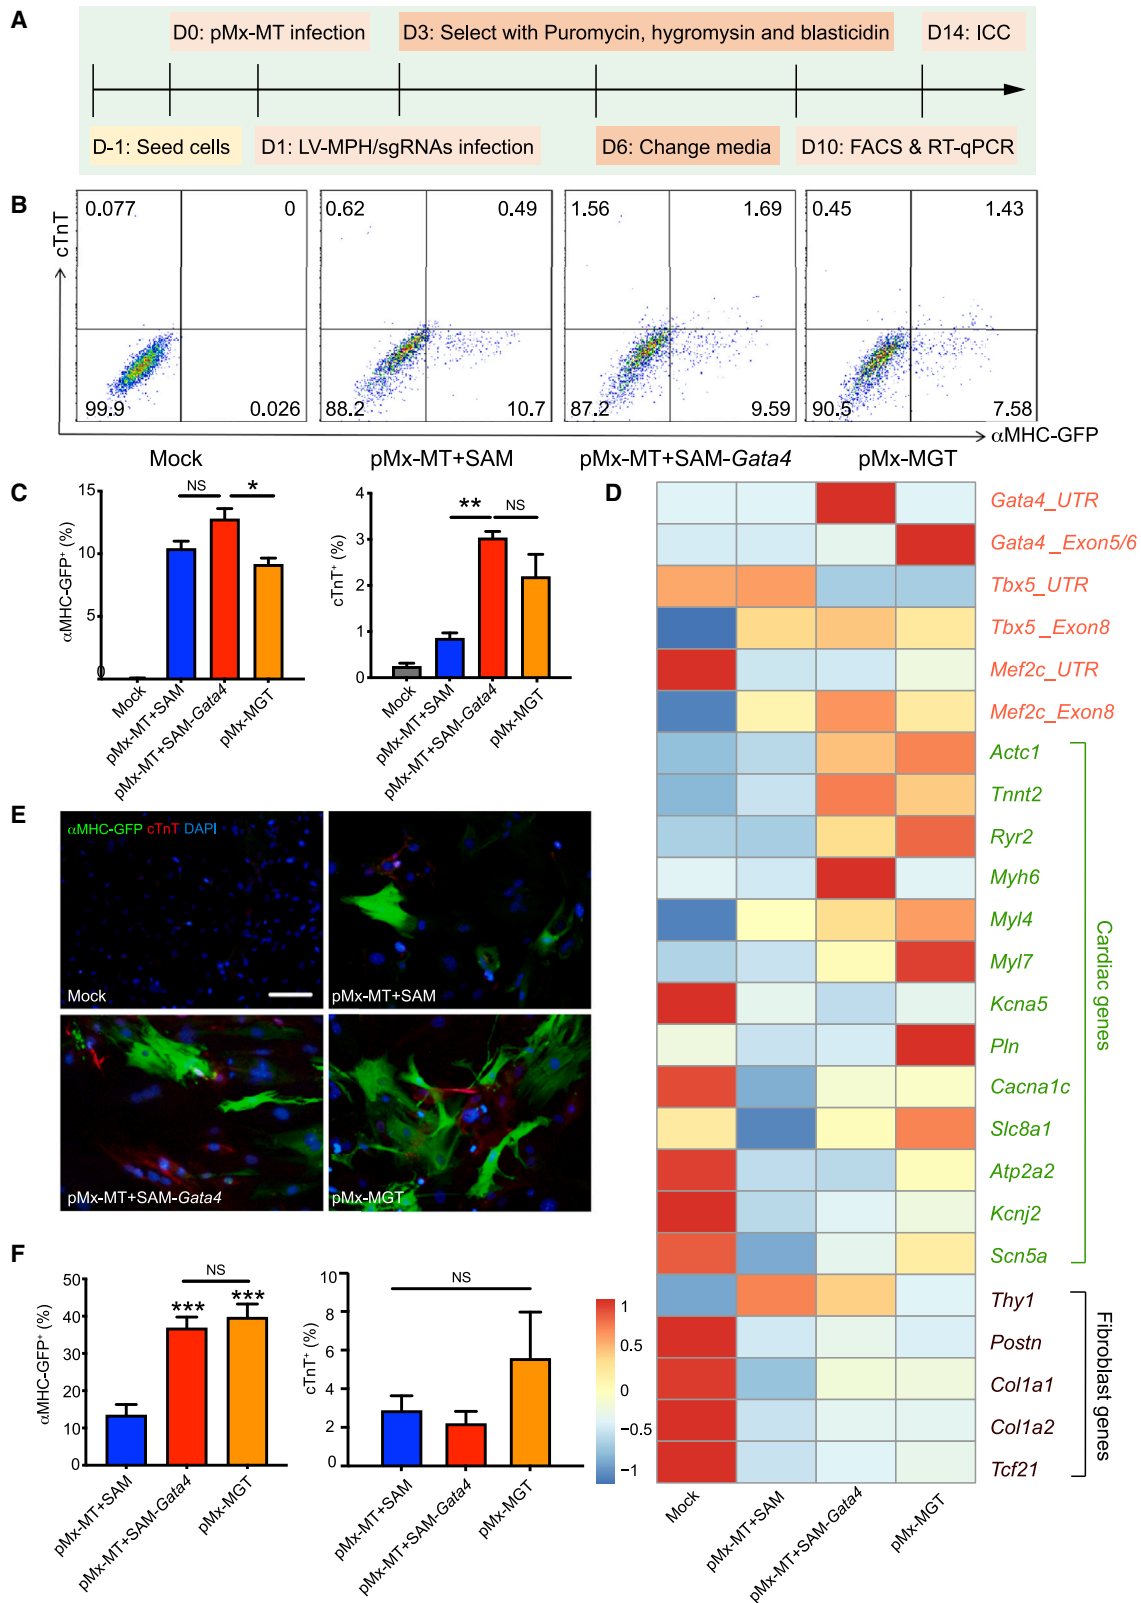 A
D0: pMx-MT infection
D3: Select with Puromycin, hygromysin and blasticidin
D14: ICC
D-1: Seed cells
D1: LV-MPH/sgRNAs infection
D6: Change media
D10: FACS & RT-qPCR
B
cTnT
0.077 0
99.9 0.026
0.62 0.49
88.2 10.7
1.56 1.69
87.2 9.59
0.45 1.43
90.5 7.58
αMHC-GFP
Mock
pMx-MT+SAM
pMx-MT+SAM-Gata4
pMx-MGT
C
αMHC-GFP⁺ (%)
15
10
5
0
NS
*
Mock
pMx-MT+SAM
pMx-MT+SAM-Gata4
pMx-MGT
cTnT⁺ (%)
4
3
2
1
0
**
NS
Mock
pMx-MT+SAM
pMx-MT+SAM-Gata4
pMx-MGT
D
Gata4_UTR
Gata4_Exon5/6
Tbx5_UTR
Tbx5_Exon8
Mef2c_UTR
Mef2c_Exon8
Actc1
Tnnt2
Ryr2
Myh6
Myl4
Myl7
Kcna5
Pln
Cacna1c
Slc8a1
Atp2a2
Kcnj2
Scn5a
Thy1
Postn
Col1a1
Col1a2
Tcf21
Cardiac genes
Fibroblast genes
Mock
pMx-MT+SAM
pMx-MT+SAM-Gata4
pMx-MGT
1
0.5
0
−0.5
−1
E
αMHC-GFP cTnT DAPI
Mock
pMx-MT+SAM
pMx-MT+SAM-Gata4
pMx-MGT
F
αMHC-GFP⁺ (%)
50
40
30
20
10
0
NS
***
***
pMx-MT+SAM
pMx-MT+SAM-Gata4
pMx-MGT
cTnT⁺ (%)
10
8
6
4
2
0
NS
pMx-MT+SAM
pMx-MT+SAM-Gata4
pMx-MGT